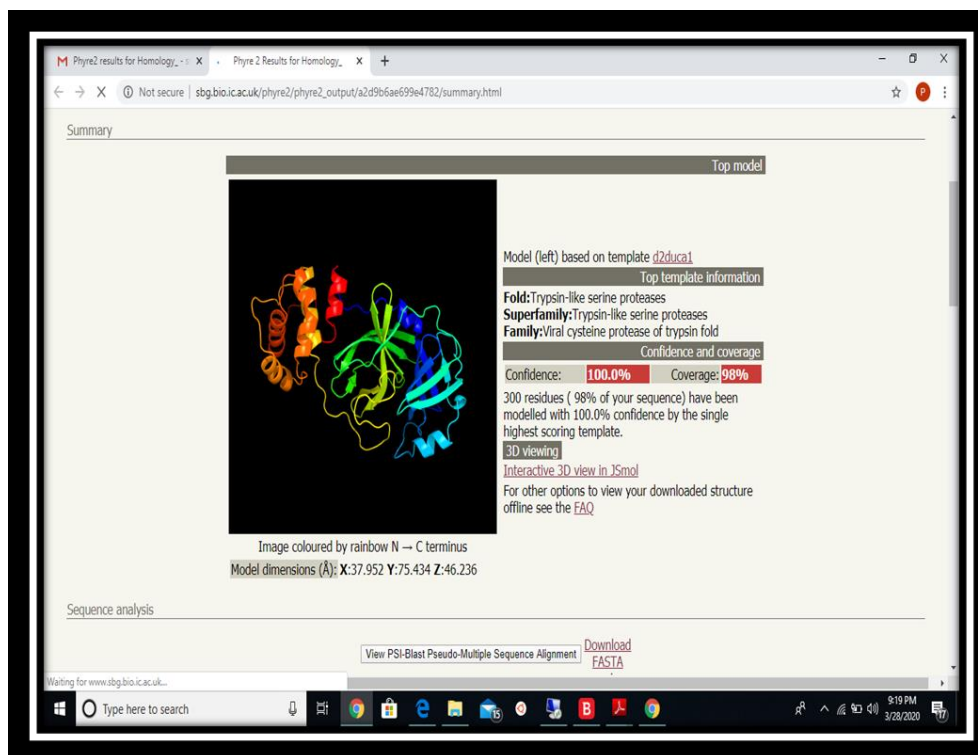 Phyre2 results for Homology_ - s X
Phyre 2 Results for Homology_ X +
Not secure | sbg.bio.ic.ac.uk/phyre2/phyre2_output/a2d9b6ae699e4782/summary.html
P
Summary
Top model
Model (left) based on template d2duca1
Top template information
Fold:Trypsin-like serine proteases
Superfamily:Trypsin-like serine proteases
Family:Viral cysteine protease of trypsin fold
Confidence and coverage
Confidence: 100.0% Coverage: 98%
300 residues ( 98% of your sequence) have been
modelled with 100.0% confidence by the single
highest scoring template.
3D viewing
Interactive 3D view in JSmol
For other options to view your downloaded structure
offline see the FAQ
Image coloured by rainbow N → C terminus
Model dimensions (Å): X:37.952 Y:75.434 Z:46.236
Sequence analysis
View PSI-Blast Pseudo-Multiple Sequence Alignment
Download
FASTA
Waiting for www.sbg.bio.ic.ac.uk...
Type here to search
15
B
9:19 PM
3/28/2020
17